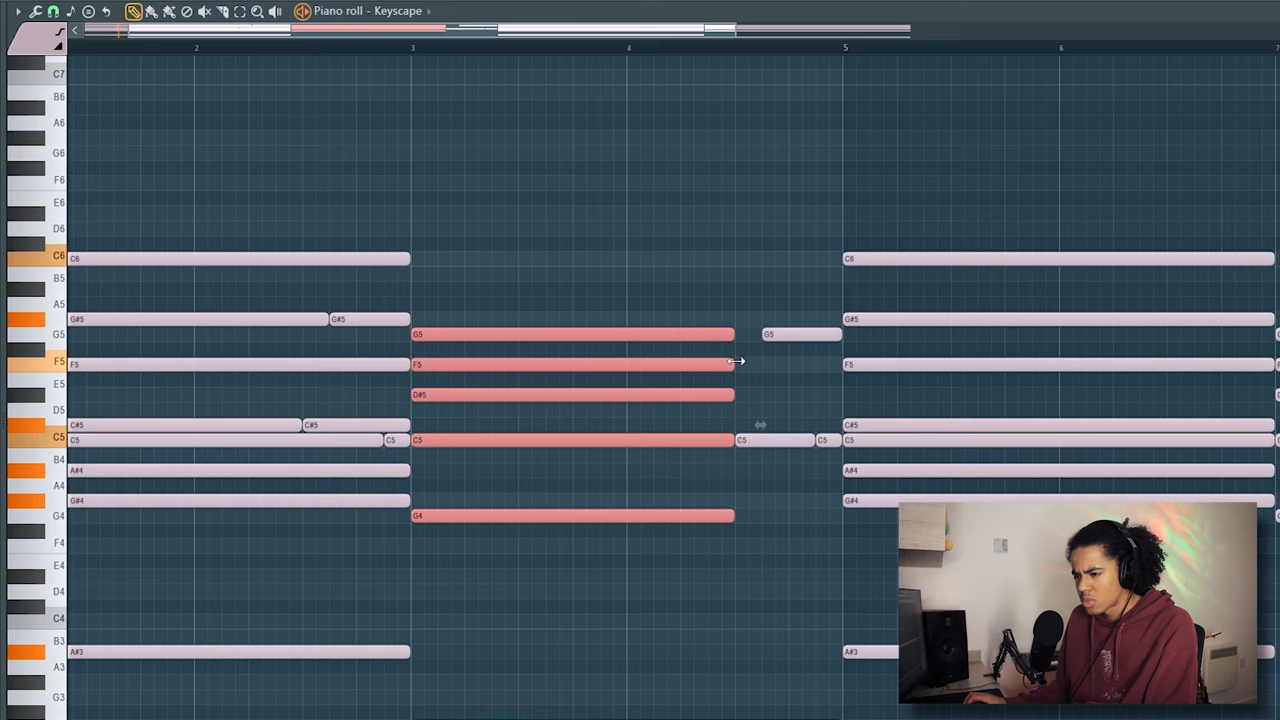 Piano roll - Keyscape
2 3 4 5 6 7
C7
B6
A6
G6
F6
E6
D6
C6 C6 C6
B5
A5
G#5 G#5 G#5
G5 G5 G5
F5 F5 F5 F5
E5
D#5
D5
C#5 C#5 C#5
C5 C5 C5 C5 C5 C5 C5
B4
A#4 A#4
A4
G#4 G#4
G4 G4
F4
E4
D4
C4
B3
A#3 A#3
A3
G3